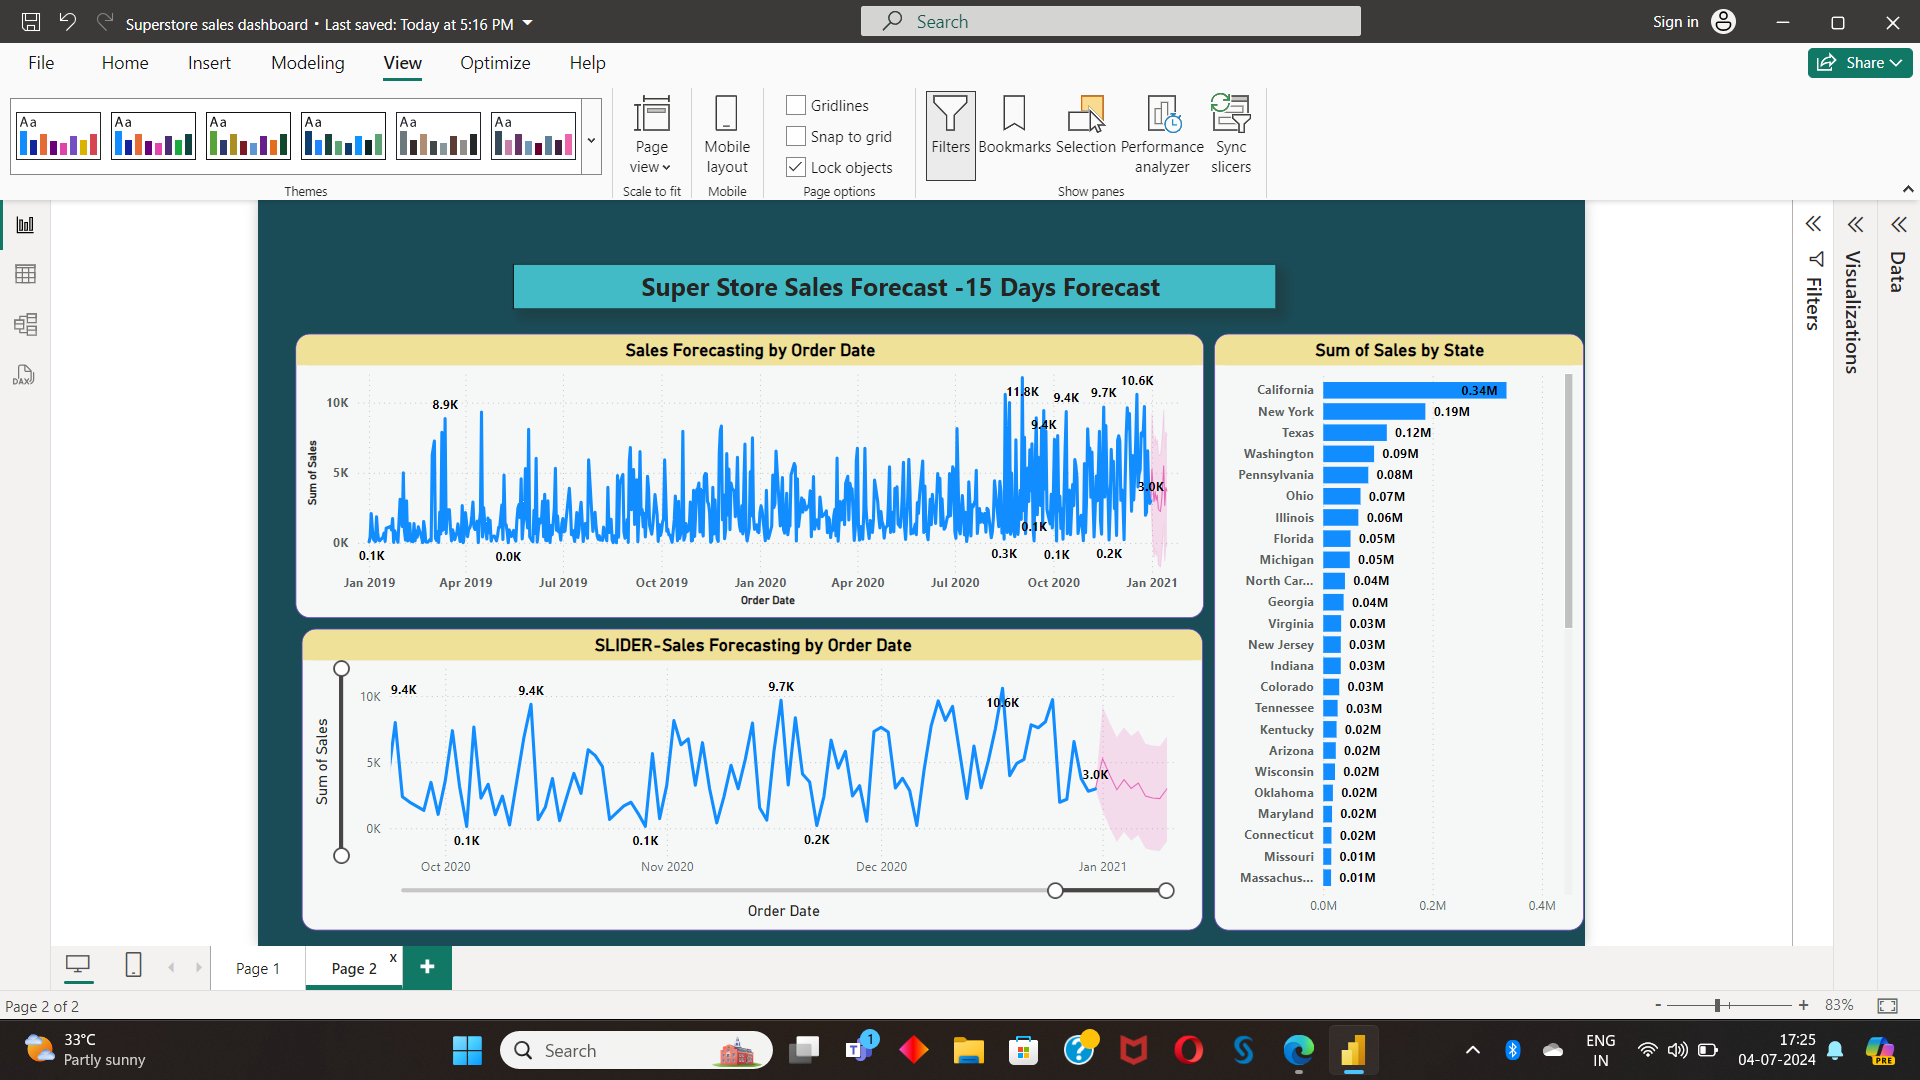 Superstore sales dashboard • Last saved: Today at 5:16 PM
Search
Sign in
File
Home
Insert
Modeling
View
Optimize
Help
Share
Aa
Aa
Aa
Aa
Aa
Aa
Themes
Page view
Scale to fit
Mobile layout
Mobile
Gridlines
Snap to grid
Lock objects
Page options
Filters
Bookmarks
Selection
Performance analyzer
Sync slicers
Show panes
Super Store Sales Forecast -15 Days Forecast
Sales Forecasting by Order Date
Sum of Sales
10K
5K
0K
8.9K
11.8K
9.4K
9.4K
9.7K
10.6K
3.0K
0.1K
0.1K
0.0K
0.3K
0.1K
0.2K
Jan 2019
Apr 2019
Jul 2019
Oct 2019
Jan 2020
Apr 2020
Jul 2020
Oct 2020
Jan 2021
Order Date
SLIDER-Sales Forecasting by Order Date
Sum of Sales
10K
5K
0K
9.4K
9.4K
9.7K
10.6K
3.0K
0.1K
0.1K
0.2K
Oct 2020
Nov 2020
Dec 2020
Jan 2021
Order Date
Sum of Sales by State
California 0.34M
New York 0.19M
Texas 0.12M
Washington 0.09M
Pennsylvania 0.08M
Ohio 0.07M
Illinois 0.06M
Florida 0.05M
Michigan 0.05M
North Car... 0.04M
Georgia 0.04M
Virginia 0.03M
New Jersey 0.03M
Indiana 0.03M
Colorado 0.03M
Tennessee 0.03M
Kentucky 0.02M
Arizona 0.02M
Wisconsin 0.02M
Oklahoma 0.02M
Maryland 0.02M
Connecticut 0.02M
Missouri 0.01M
Massachus... 0.01M
0.0M
0.2M
0.4M
Filters
Visualizations
Data
DAX
Page 1
Page 2
x
+
Page 2 of 2
- + 83%
33°C
Partly sunny
Search
T
1
ENG
IN
17:25
04-07-2024
PRE